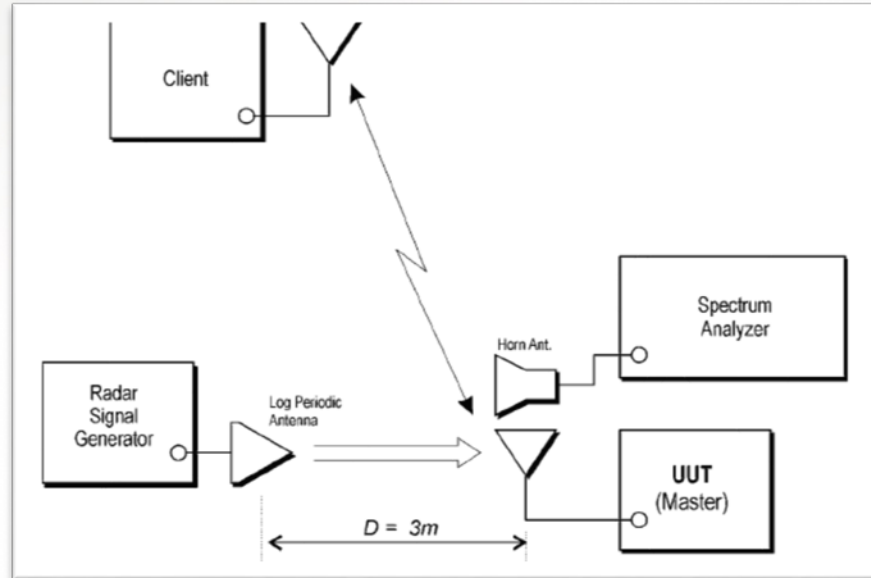 Client
Spectrum
Analyzer
Horn Ant.
Radar
Signal
Generator
Log Periodic
Antenna
UUT
(Master)
D = 3m